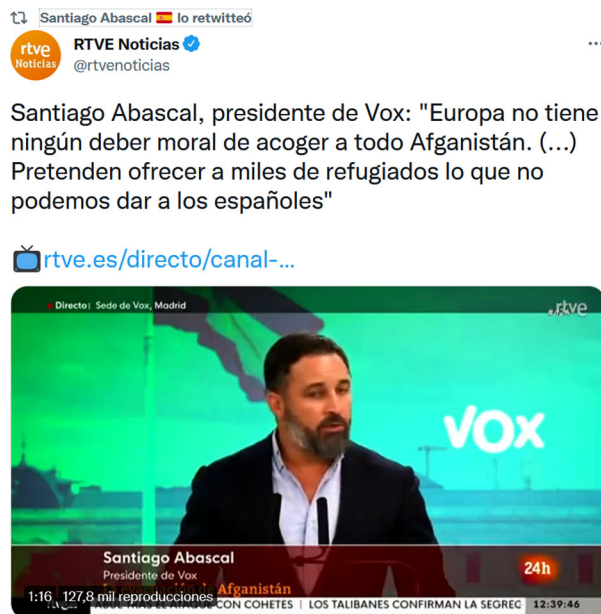 Santiago Abascal lo retwitteó
rtve
Noticias
RTVE Noticias
@rtvenoticias
Santiago Abascal, presidente de Vox: "Europa no tiene
ningún deber moral de acoger a todo Afganistán. (...)
Pretenden ofrecer a miles de refugiados lo que no
podemos dar a los españoles"
rtve.es/directo/canal-...
Directo| Sede de Vox, Madrid
rtve
VOX
Santiago Abascal
Presidente de Vox
24h
Afganistán
1:16 127,8 mil reproducciones
CON COHETES | LOS TALIBANES CONFIRMAN LA SEGREG
12:39:46